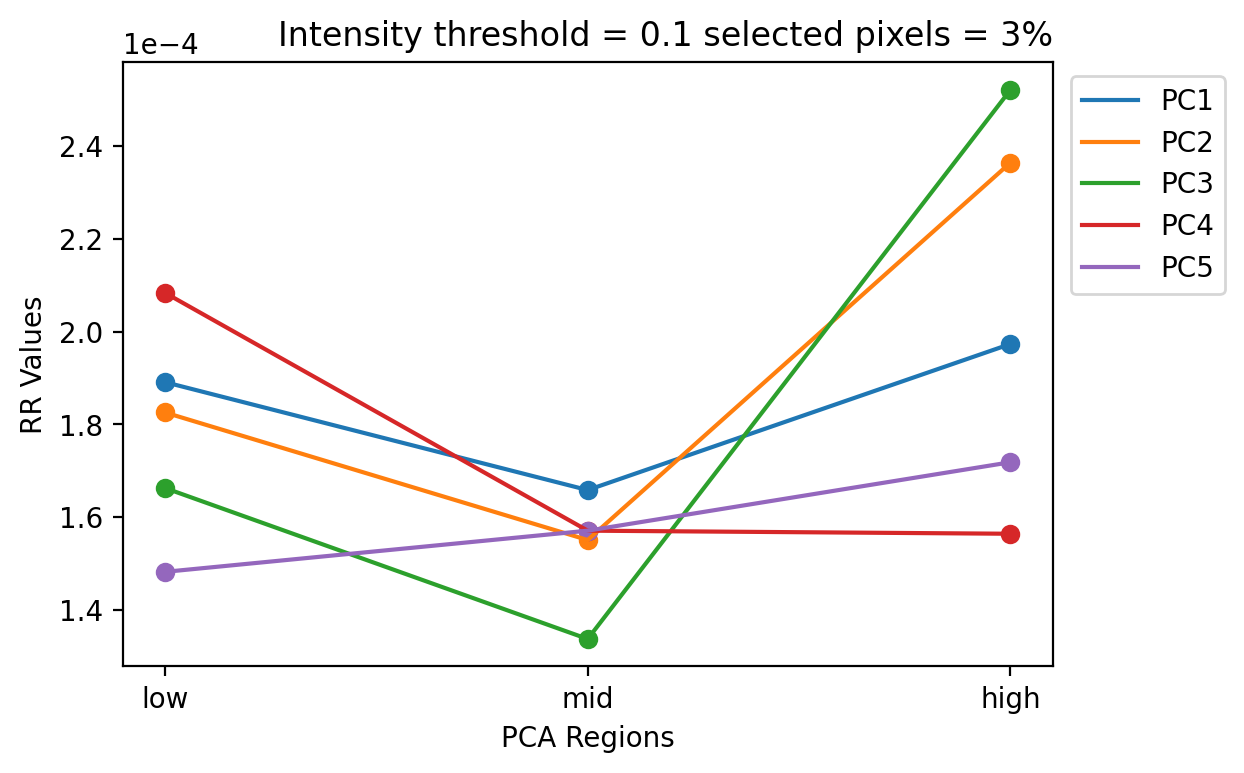 Intensity threshold = 0.1 selected pixels = 3%
1e−4
2.4
2.2
2.0
1.8
1.6
1.4
RR Values
low
mid
high
PCA Regions
PC1
PC2
PC3
PC4
PC5